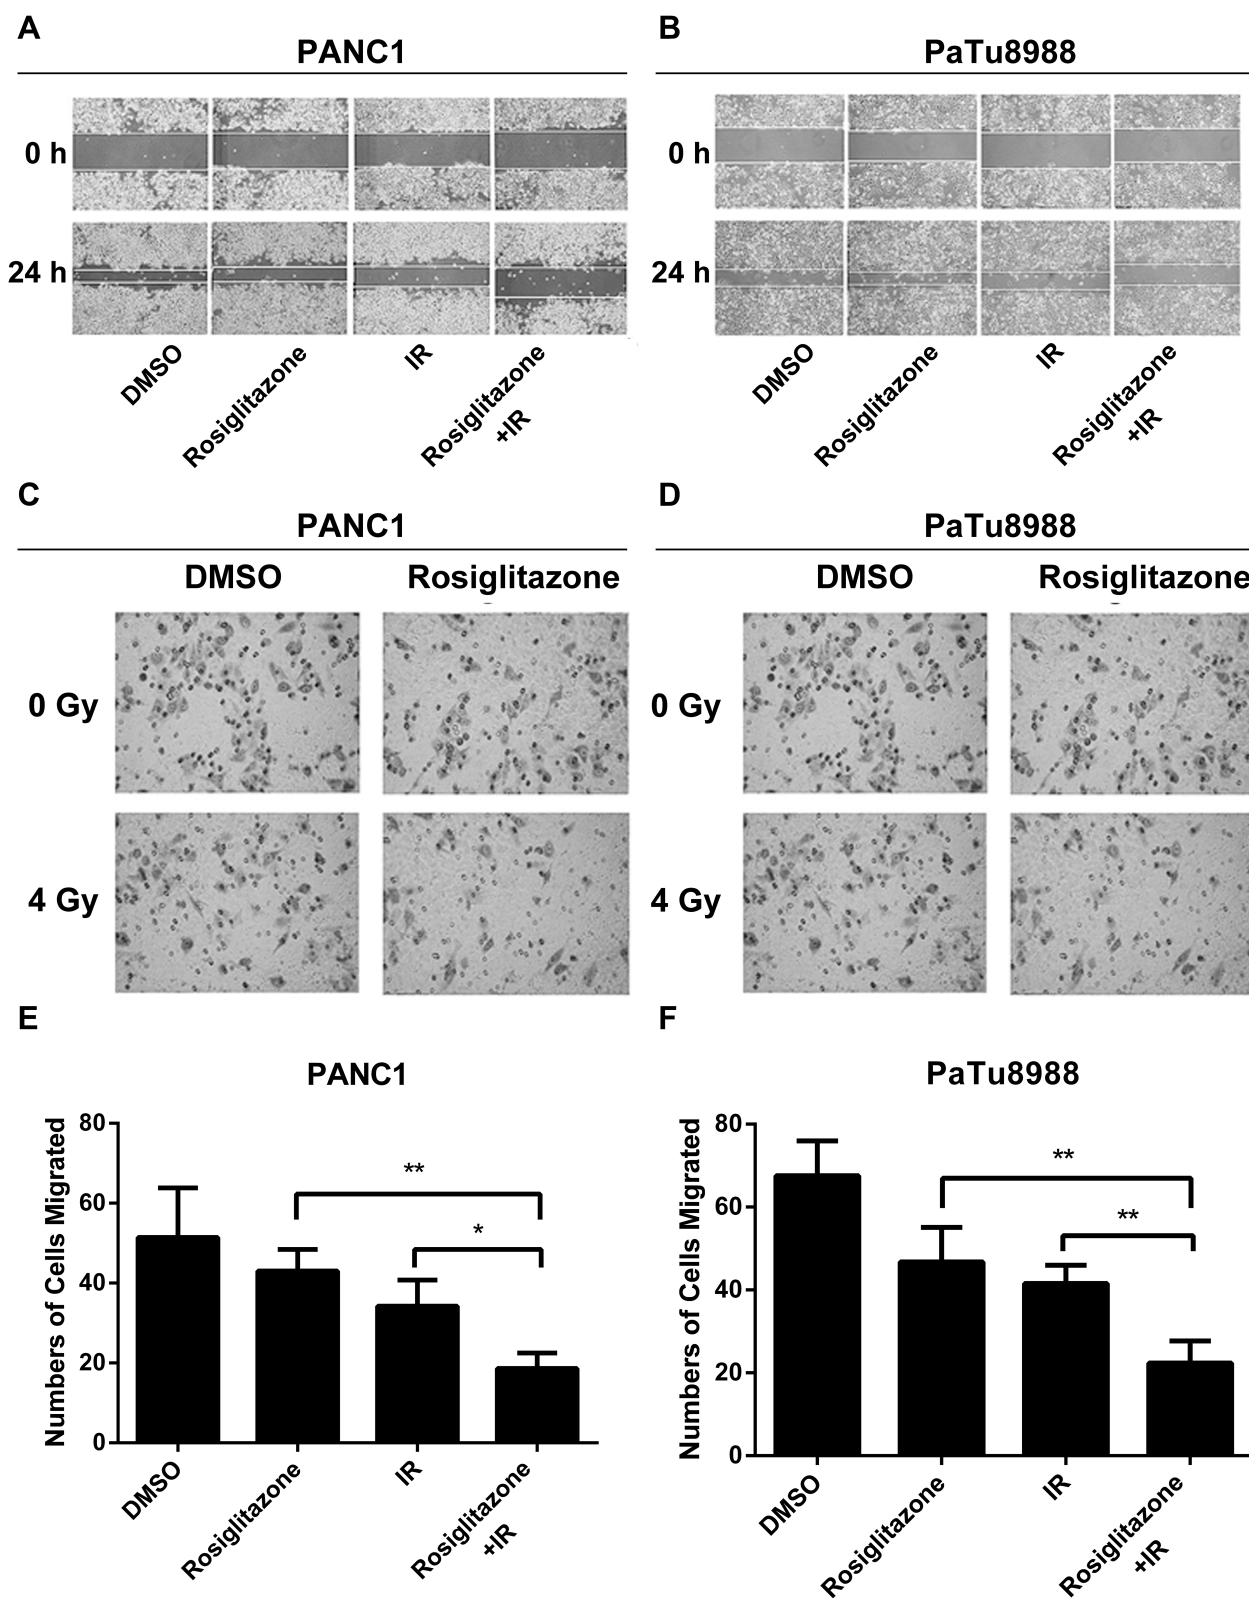 A
B
PANC1
PaTu8988
0 h
0 h
24 h
24 h
DMSO
Rosiglitazone
IR
Rosiglitazone
+IR
DMSO
Rosiglitazone
IR
Rosiglitazone
+IR
C
D
PANC1
PaTu8988
DMSO
Rosiglitazone
DMSO
Rosiglitazone
0 Gy
0 Gy
4 Gy
4 Gy
E
F
PANC1
PaTu8988
Numbers of Cells Migrated
80
60
40
20
0
**
*
DMSO
Rosiglitazone
IR
Rosiglitazone
+IR
Numbers of Cells Migrated
80
60
40
20
0
**
**
DMSO
Rosiglitazone
IR
Rosiglitazone
+IR